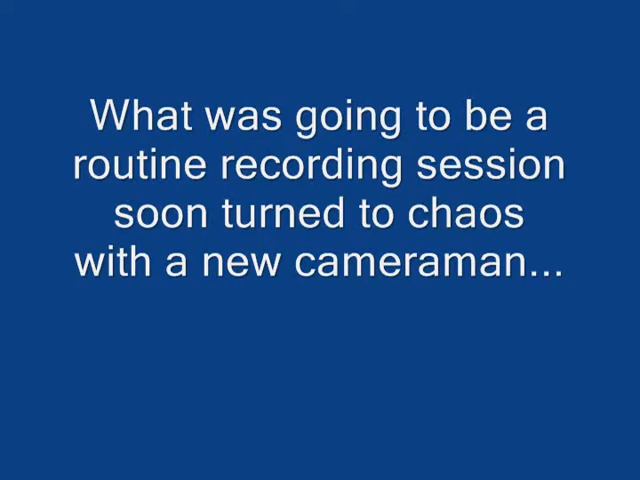 What was going to be a
routine recording session
soon turned to chaos
with a new cameraman...